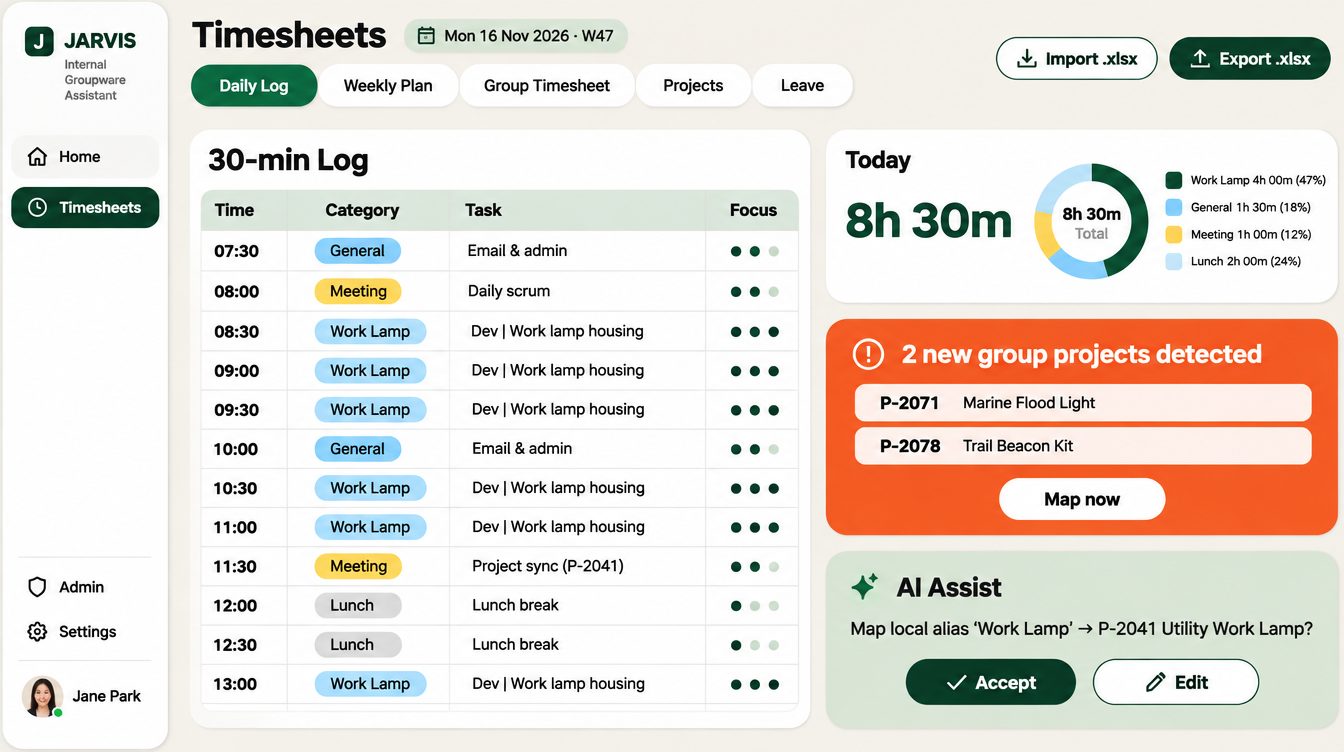 J JARVIS
Internal
Groupware
Assistant
Home
Timesheets
Admin
Settings
Jane Park
Timesheets
Mon 16 Nov 2026 · W47
Daily Log
Weekly Plan
Group Timesheet
Projects
Leave
Import .xlsx
Export .xlsx
30-min Log
Time Category Task Focus
07:30 General Email & admin
08:00 Meeting Daily scrum
08:30 Work Lamp Dev | Work lamp housing
09:00 Work Lamp Dev | Work lamp housing
09:30 Work Lamp Dev | Work lamp housing
10:00 General Email & admin
10:30 Work Lamp Dev | Work lamp housing
11:00 Work Lamp Dev | Work lamp housing
11:30 Meeting Project sync (P-2041)
12:00 Lunch Lunch break
12:30 Lunch Lunch break
13:00 Work Lamp Dev | Work lamp housing
Today
8h 30m
8h 30m
Total
Work Lamp 4h 00m (47%)
General 1h 30m (18%)
Meeting 1h 00m (12%)
Lunch 2h 00m (24%)
2 new group projects detected
P-2071 Marine Flood Light
P-2078 Trail Beacon Kit
Map now
AI Assist
Map local alias ‘Work Lamp’ → P-2041 Utility Work Lamp?
Accept
Edit